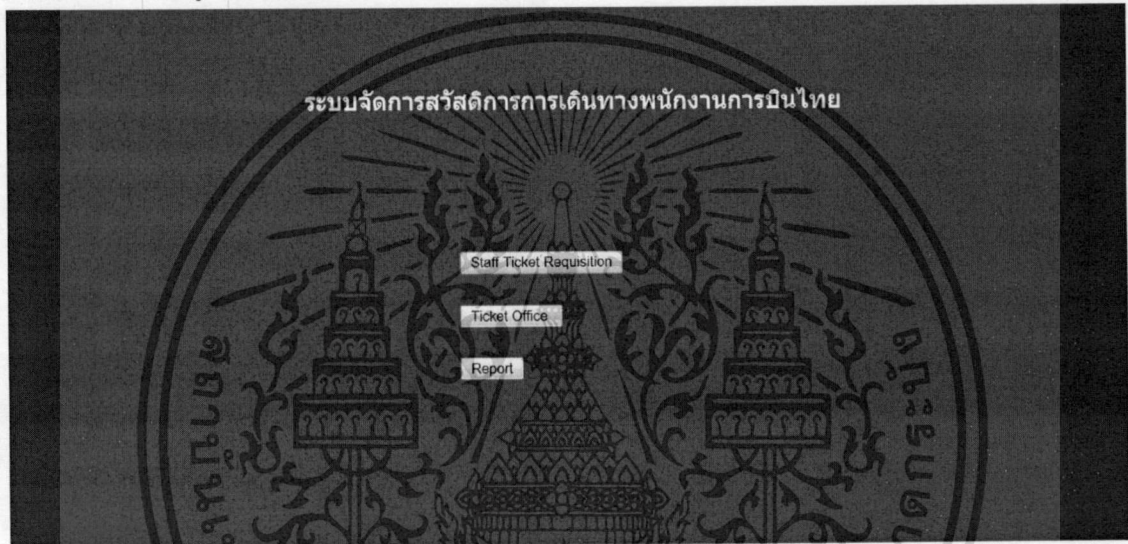 ระบบจัดการสวัสดิการการเดินทางพนักงานการบินไทย
Staff Ticket Requisition
Ticket Office
Report